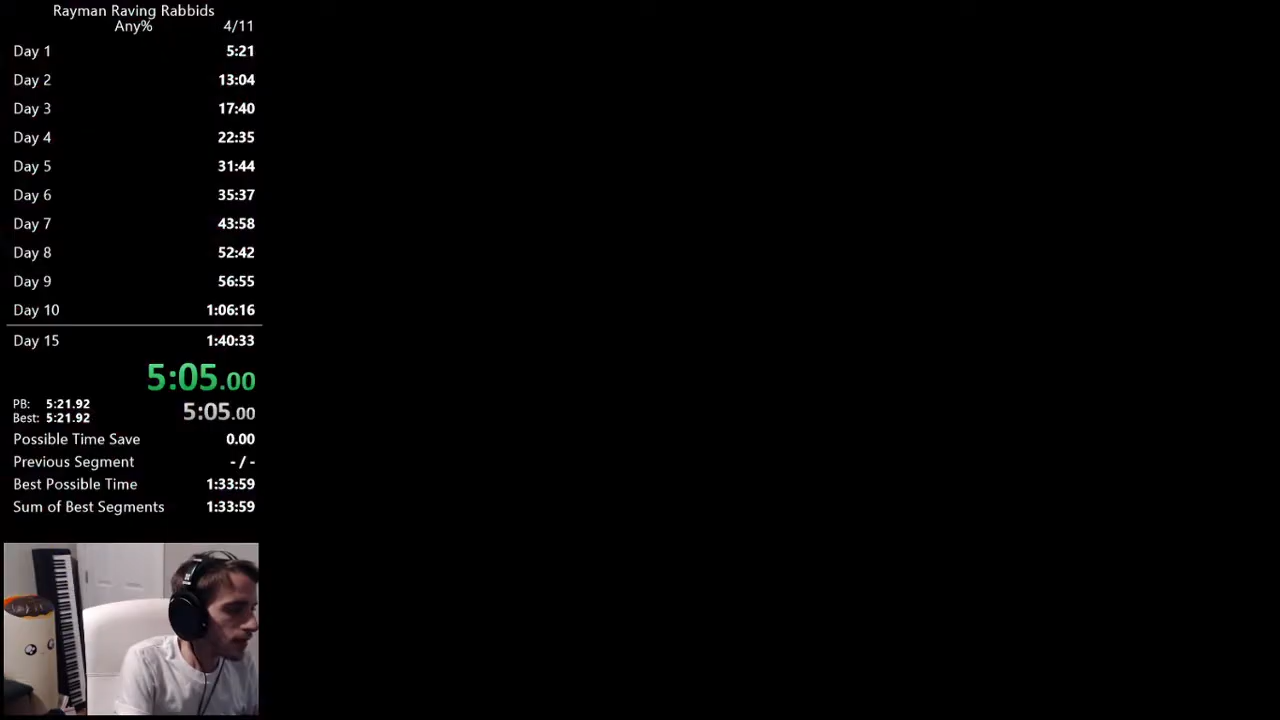 Rayman Raving Rabbids
Any% 4/11
Day 1 5:21
Day 2 13:04
Day 3 17:40
Day 4 22:35
Day 5 31:44
Day 6 35:37
Day 7 43:58
Day 8 52:42
Day 9 56:55
Day 10 1:06:16
Day 15 1:40:33
5:05.00
PB: 5:21.92
5:05.00
Best: 5:21.92
Possible Time Save 0.00
Previous Segment - / -
Best Possible Time 1:33:59
Sum of Best Segments 1:33:59